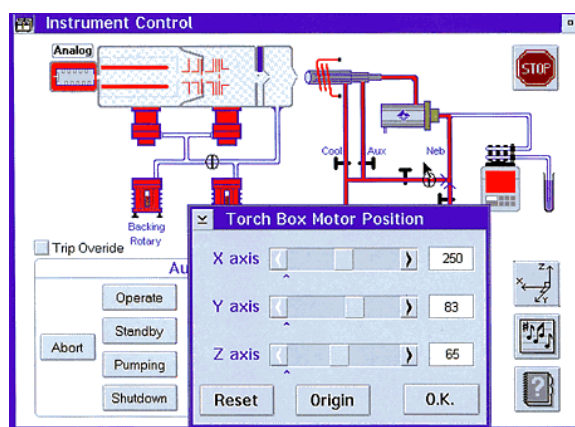 Instrument Control
Analog
STOP
Cool
Aux
Neb
Backing
Rotary
Trip Overide
Au
Operate
Standby
Abort
Pumping
Shutdown
Torch Box Motor Position
X axis
250
Y axis
83
Z axis
65
Reset
Origin
O.K.
X
Z
Y
?